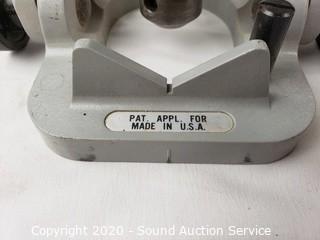 PAT. APPL. FOR
MADE IN U.S.A.
Copyright 2020 - Sound Auction Service